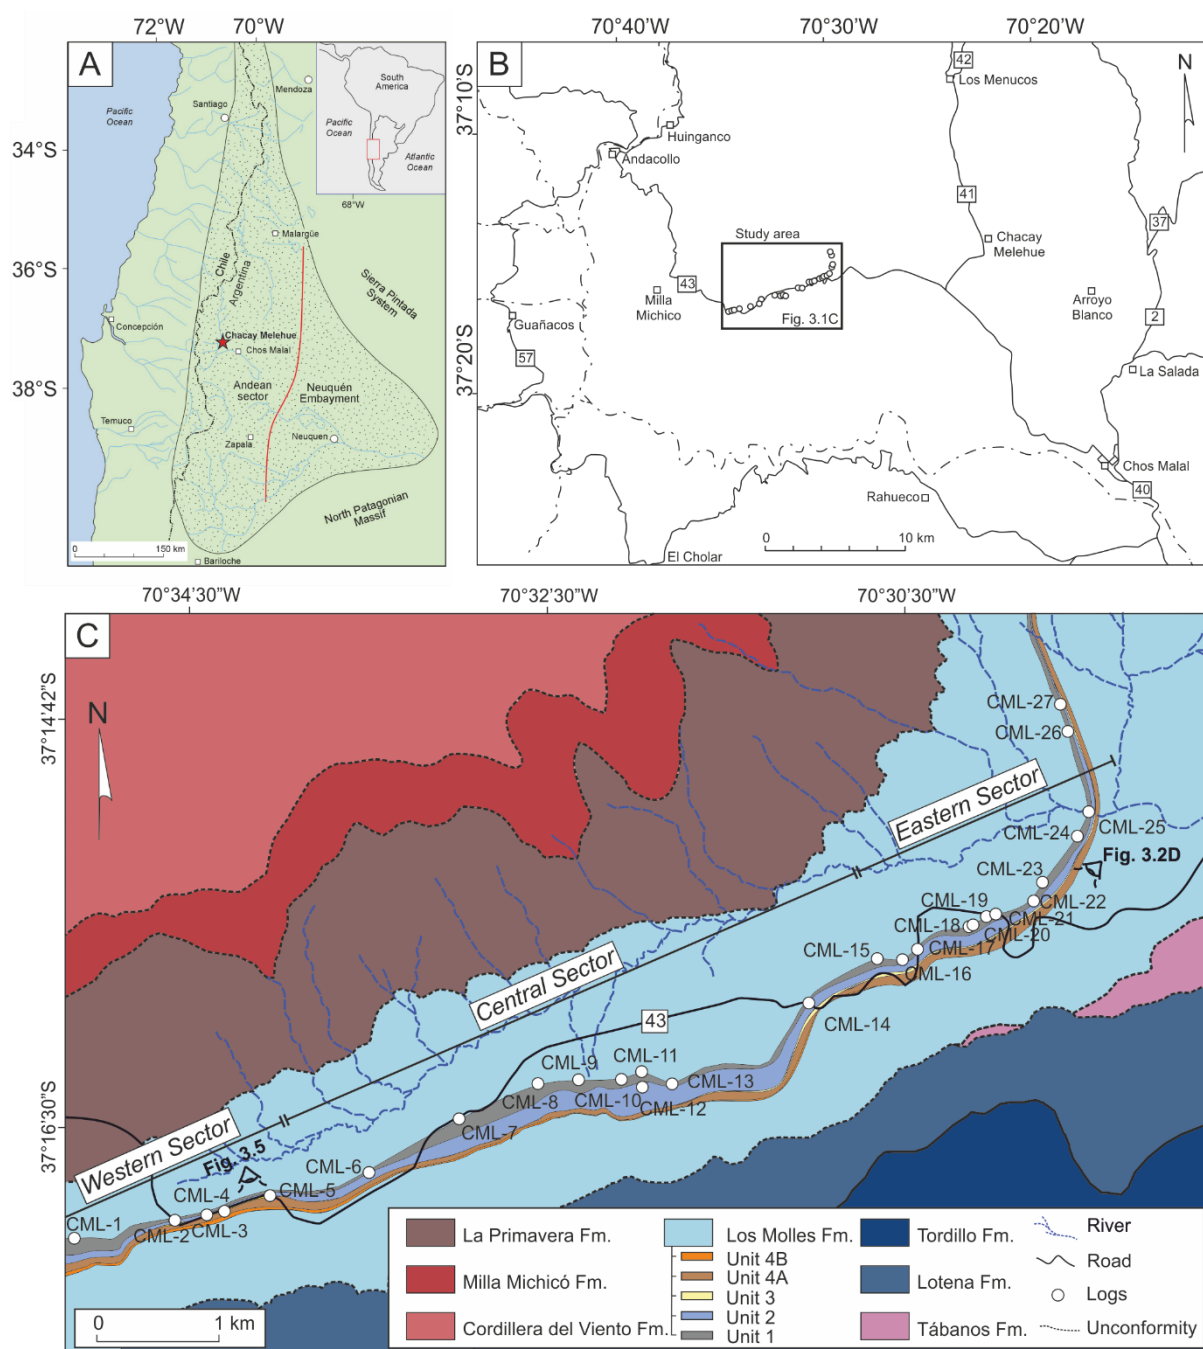 72°W
70°W
A
South
America
Pacific
Ocean
Atlantic
Ocean
68°W
Pacific
Ocean
Santiago
Mendoza
34°S
Malargüe
36°S
Chile
Argentina
Sierra Pintada
System
Concepción
Chacay Melehue
Chos Malal
38°S
Andean
sector
Neuquén
Embayment
Temuco
Zapala
Neuquen
North Patagonian
Massif
0
150 km
Bariloche
70°40'W
70°30'W
70°20'W
B
N
42
Los Menucos
37°10'S
Huinganco
Andacollo
41
37
Chacay
Melehue
Study area
43
Milla
Michico
Fig. 3.1C
Arroyo
Blanco
2
Guañacos
57
37°20'S
La Salada
Chos Malal
40
Rahueco
0
10 km
El Cholar
70°34'30"W
70°32'30"W
70°30'30"W
C
N
37°14'42"S
CML-27
CML-26
Eastern Sector
CML-25
CML-24
Fig. 3.2D
CML-23
CML-22
CML-19
CML-21
CML-18
CML-20
CML-17
CML-15
CML-16
Central Sector
CML-14
43
CML-11
CML-9
CML-13
CML-8
CML-10
CML-12
CML-7
37°16'30"S
Western Sector
Fig. 3.5
CML-6
CML-5
CML-4
CML-3
CML-2
CML-1
0
1 km
La Primavera Fm.
Milla Michicó Fm.
Cordillera del Viento Fm.
Los Molles Fm.
Unit 4B
Unit 4A
Unit 3
Unit 2
Unit 1
Tordillo Fm.
Lotena Fm.
Tábanos Fm.
River
Road
Logs
Unconformity